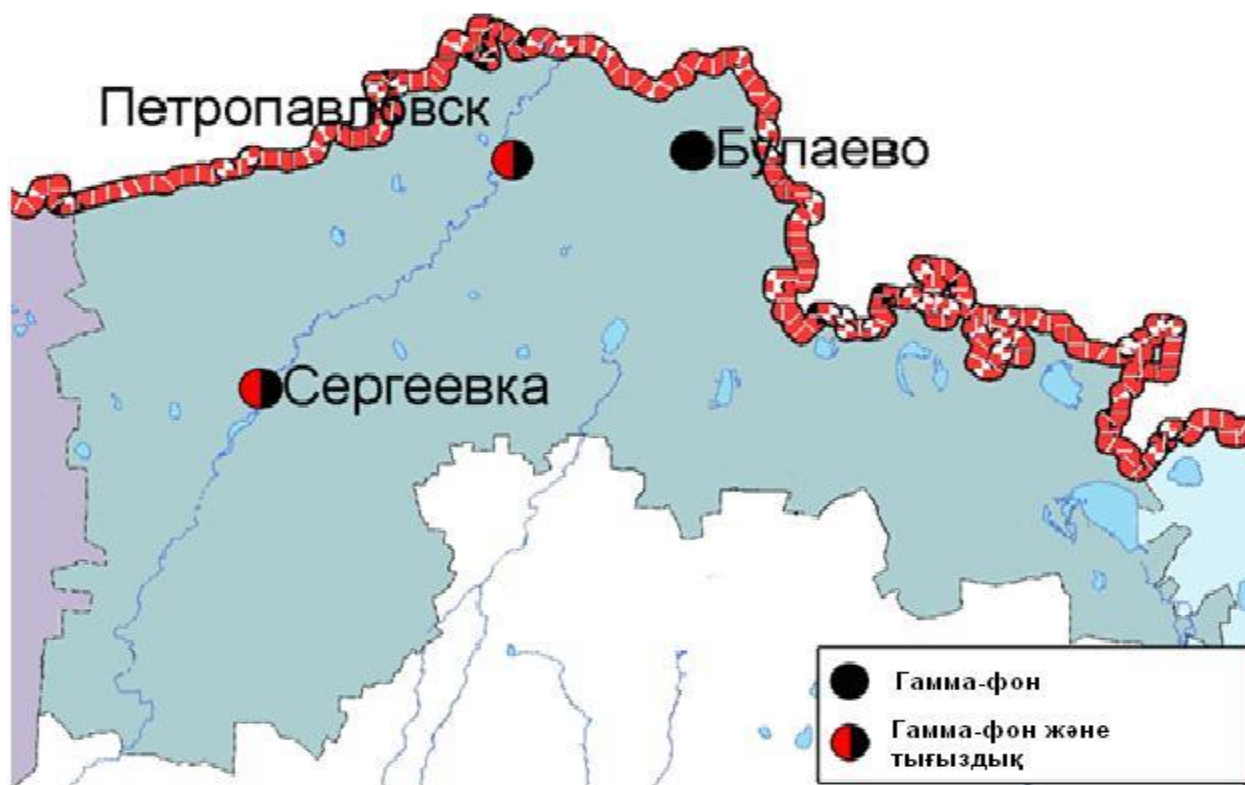 Петропавловск
Булаево
Сергеевка
Гамма-фон
Гамма-фон және
тығыздық